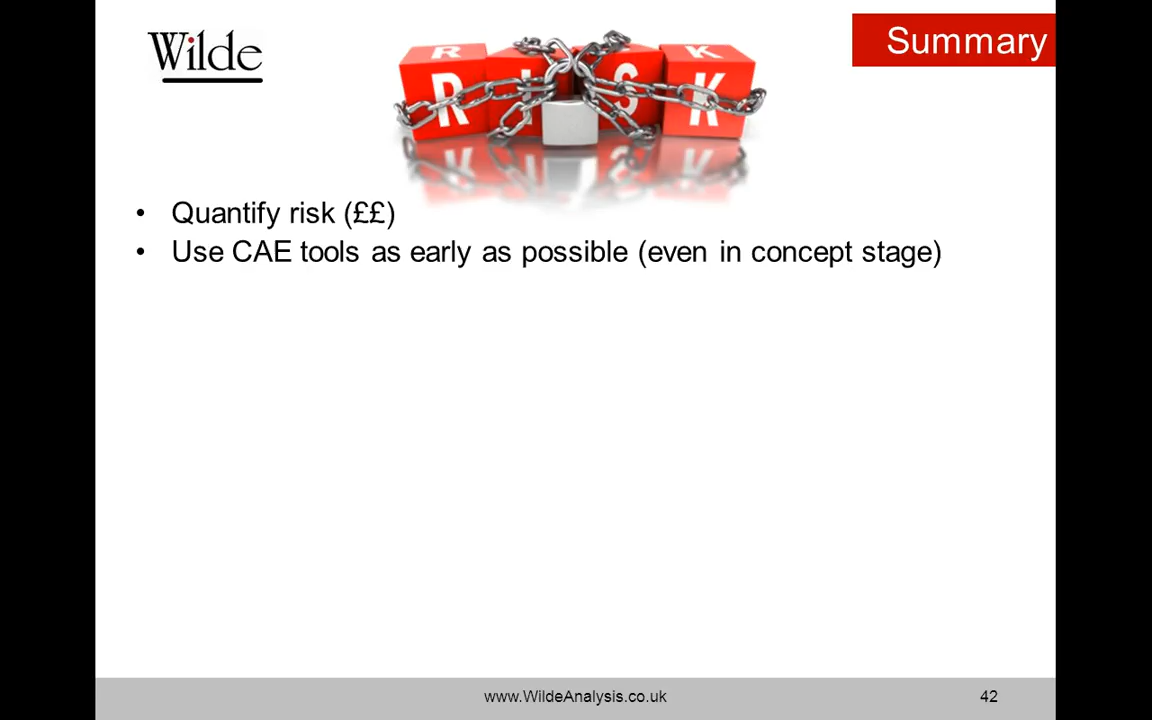 Wilde
R I S K
R I S K
Summary
• Quantify risk (££)
• Use CAE tools as early as possible (even in concept stage)
www.WildeAnalysis.co.uk
42